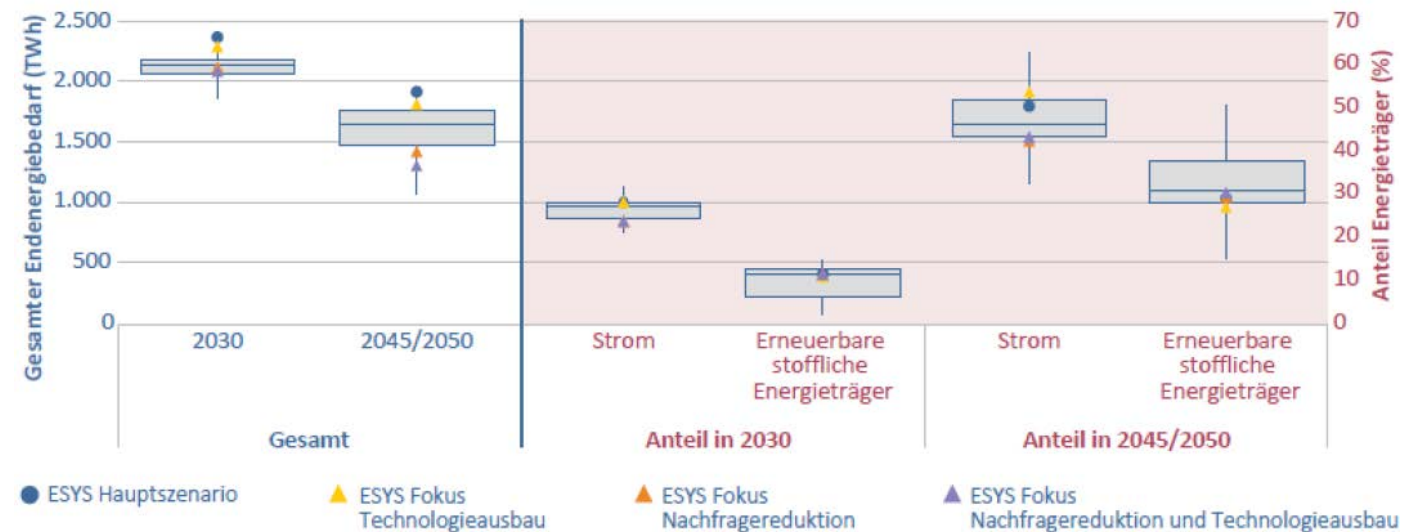 Gesamter Endenergiebedarf (TWh)
2.500
2.000
1.500
1.000
500
0
70
60
50
40
30
20
10
0
Anteil Energieträger (%)
2030
2045/2050
Strom
Erneuerbare
stoffliche
Energieträger
Strom
Erneuerbare
stoffliche
Energieträger
Gesamt
Anteil in 2030
Anteil in 2045/2050
ESYS Hauptszenario
ESYS Fokus
Technologieausbau
ESYS Fokus
Nachfragereduktion
ESYS Fokus
Nachfragereduktion und Technologieausbau